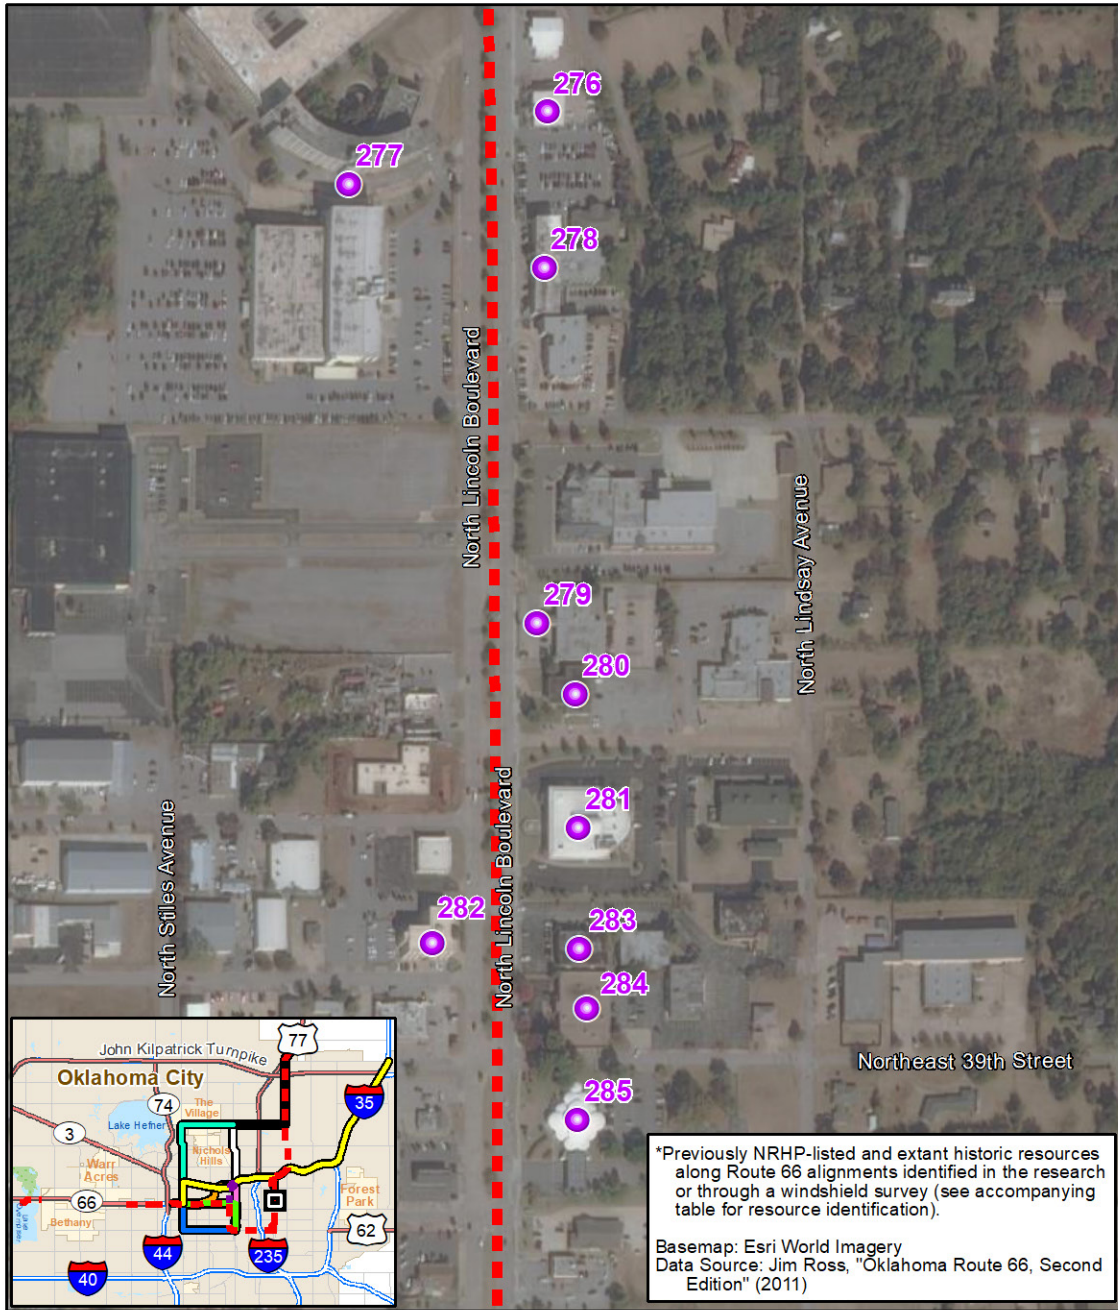 276
277
278
North Lincoln Boulevard
North Lindsay Avenue
279
280
North Lincoln Boulevard
281
North Stiles Avenue
282
283
284
Northeast 39th Street
285
77
John Kilpatrick Turnpike
Oklahoma City
35
74
The
Village
Lake Hefner
3
Nichols
Hills
Warr
Acres
66
Forest
Park
Bethany
Lake
Overholser
62
44
235
40
*Previously NRHP-listed and extant historic resources
along Route 66 alignments identified in the research
or through a windshield survey (see accompanying
table for resource identification).
Basemap: Esri World Imagery
Data Source: Jim Ross, "Oklahoma Route 66, Second
Edition" (2011)